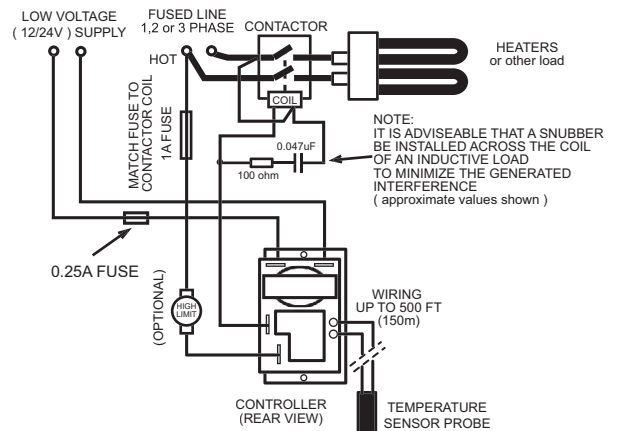 LOW VOLTAGE
( 12/24V ) SUPPLY
FUSED LINE
1,2 or 3 PHASE
HOT
CONTACTOR
COIL
HEATERS
or other load
MATCH FUSE TO
CONTACTOR COIL
1A FUSE
0.047uF
100 ohm
NOTE:
IT IS ADVISEABLE THAT A SNUBBER
BE INSTALLED ACROSS THE COIL
OF AN INDUCTIVE LOAD
TO MINIMIZE THE GENERATED
INTERFERENCE
( approximate values shown )
0.25A FUSE
(OPTIONAL)
HIGH
LIMIT
WIRING
UP TO 500 FT
(150m)
CONTROLLER
(REAR VIEW)
TEMPERATURE
SENSOR PROBE